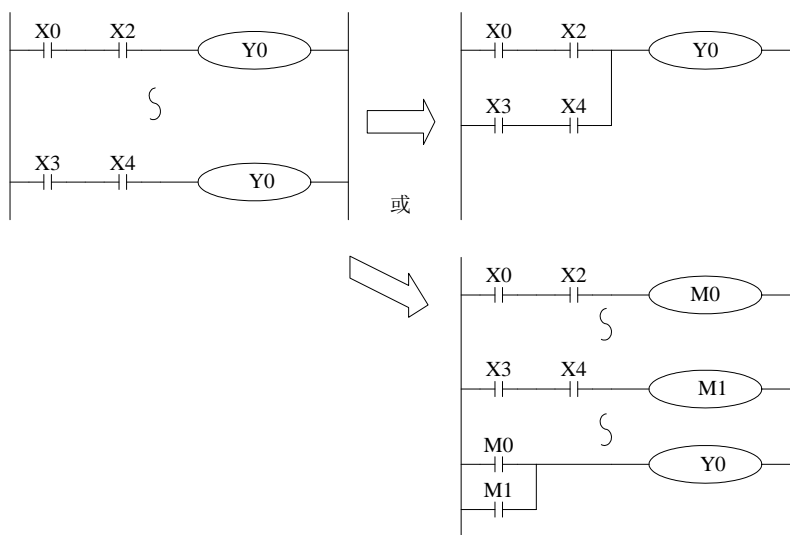 X0 X2 Y0
X3 X4 Y0
或
X0 X2 Y0
X3 X4
X0 X2 M0
X3 X4 M1
M0 Y0
M1